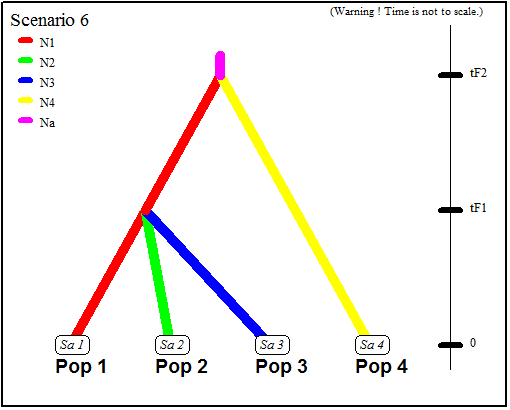 Scenario 6
(Warning ! Time is not to scale.)
N1
N2
N3
N4
Na
tF2
tF1
0
Sa 1 Sa 2 Sa 3 Sa 4
Pop 1 Pop 2 Pop 3 Pop 4